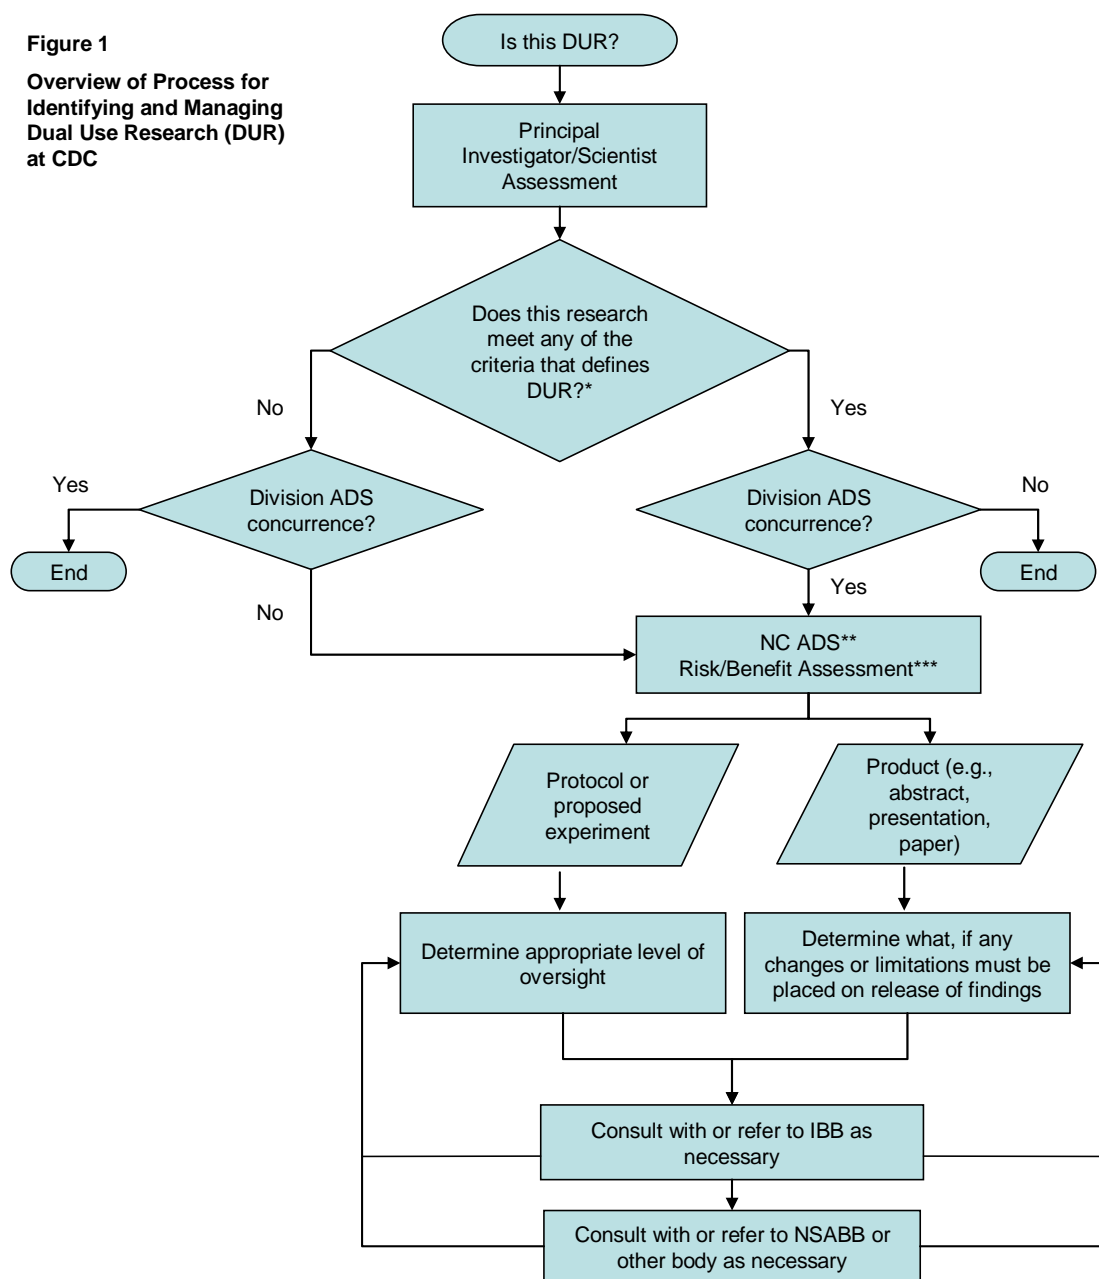 Figure 1
Overview of Process for
Identifying and Managing
Dual Use Research (DUR)
at CDC
Is this DUR?
Principal
Investigator/Scientist
Assessment
Does this research
meet any of the
criteria that defines
DUR?*
No
Yes
Yes
Division ADS
concurrence?
Division ADS
concurrence?
No
End
End
No
Yes
NC ADS**
Risk/Benefit Assessment***
Protocol or
proposed
experiment
Product (e.g.,
abstract,
presentation,
paper)
Determine appropriate level of
oversight
Determine what, if any
changes or limitations must be
placed on release of findings
Consult with or refer to IBB as
necessary
Consult with or refer to NSABB or
other body as necessary